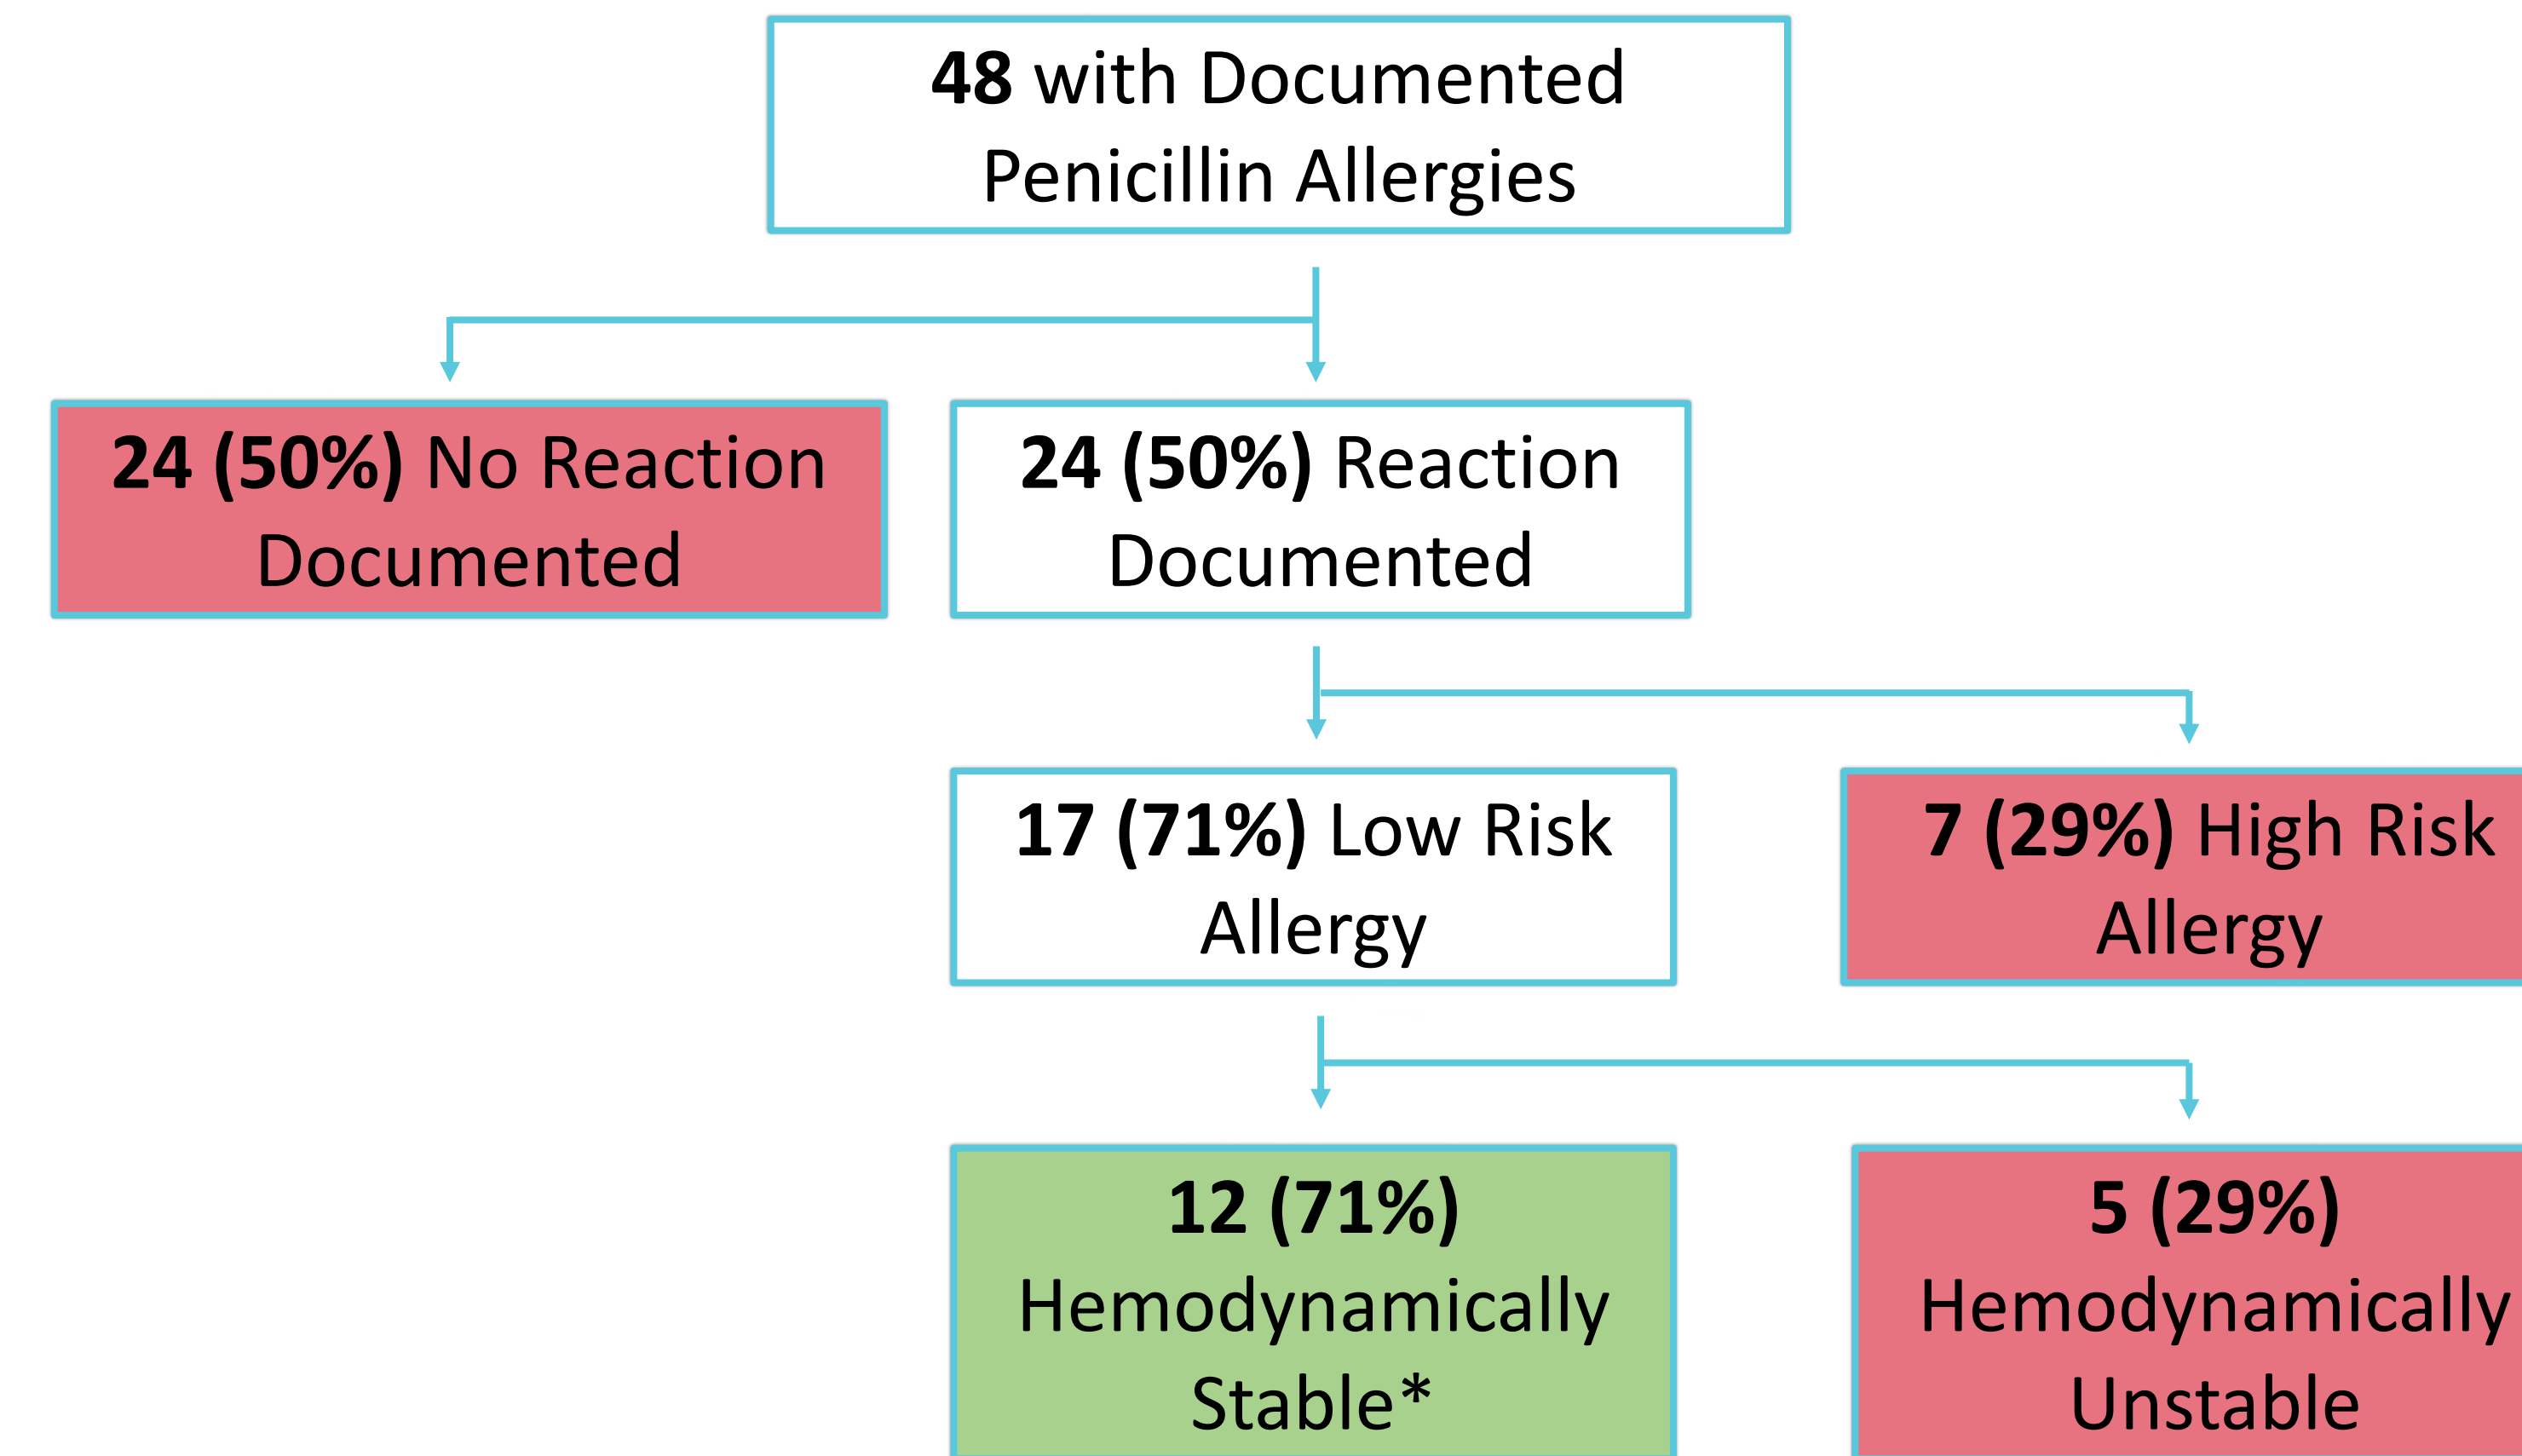 48 with Documented
Penicillin Allergies
24 (50%) No Reaction
Documented
24 (50%) Reaction
Documented
17 (71%) Low Risk
Allergy
7 (29%) High Risk
Allergy
12 (71%)
Hemodynamically
Stable*
5 (29%)
Hemodynamically
Unstable